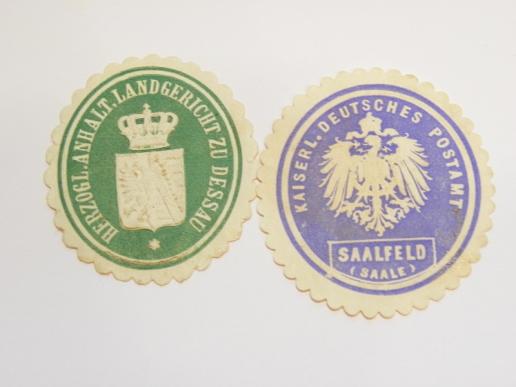 HERZOGL. ANHALT. LANDGERICHT ZU DESSAU
KAISERL. DEUTSCHES POSTAMT
SAALFELD
(SAALE)